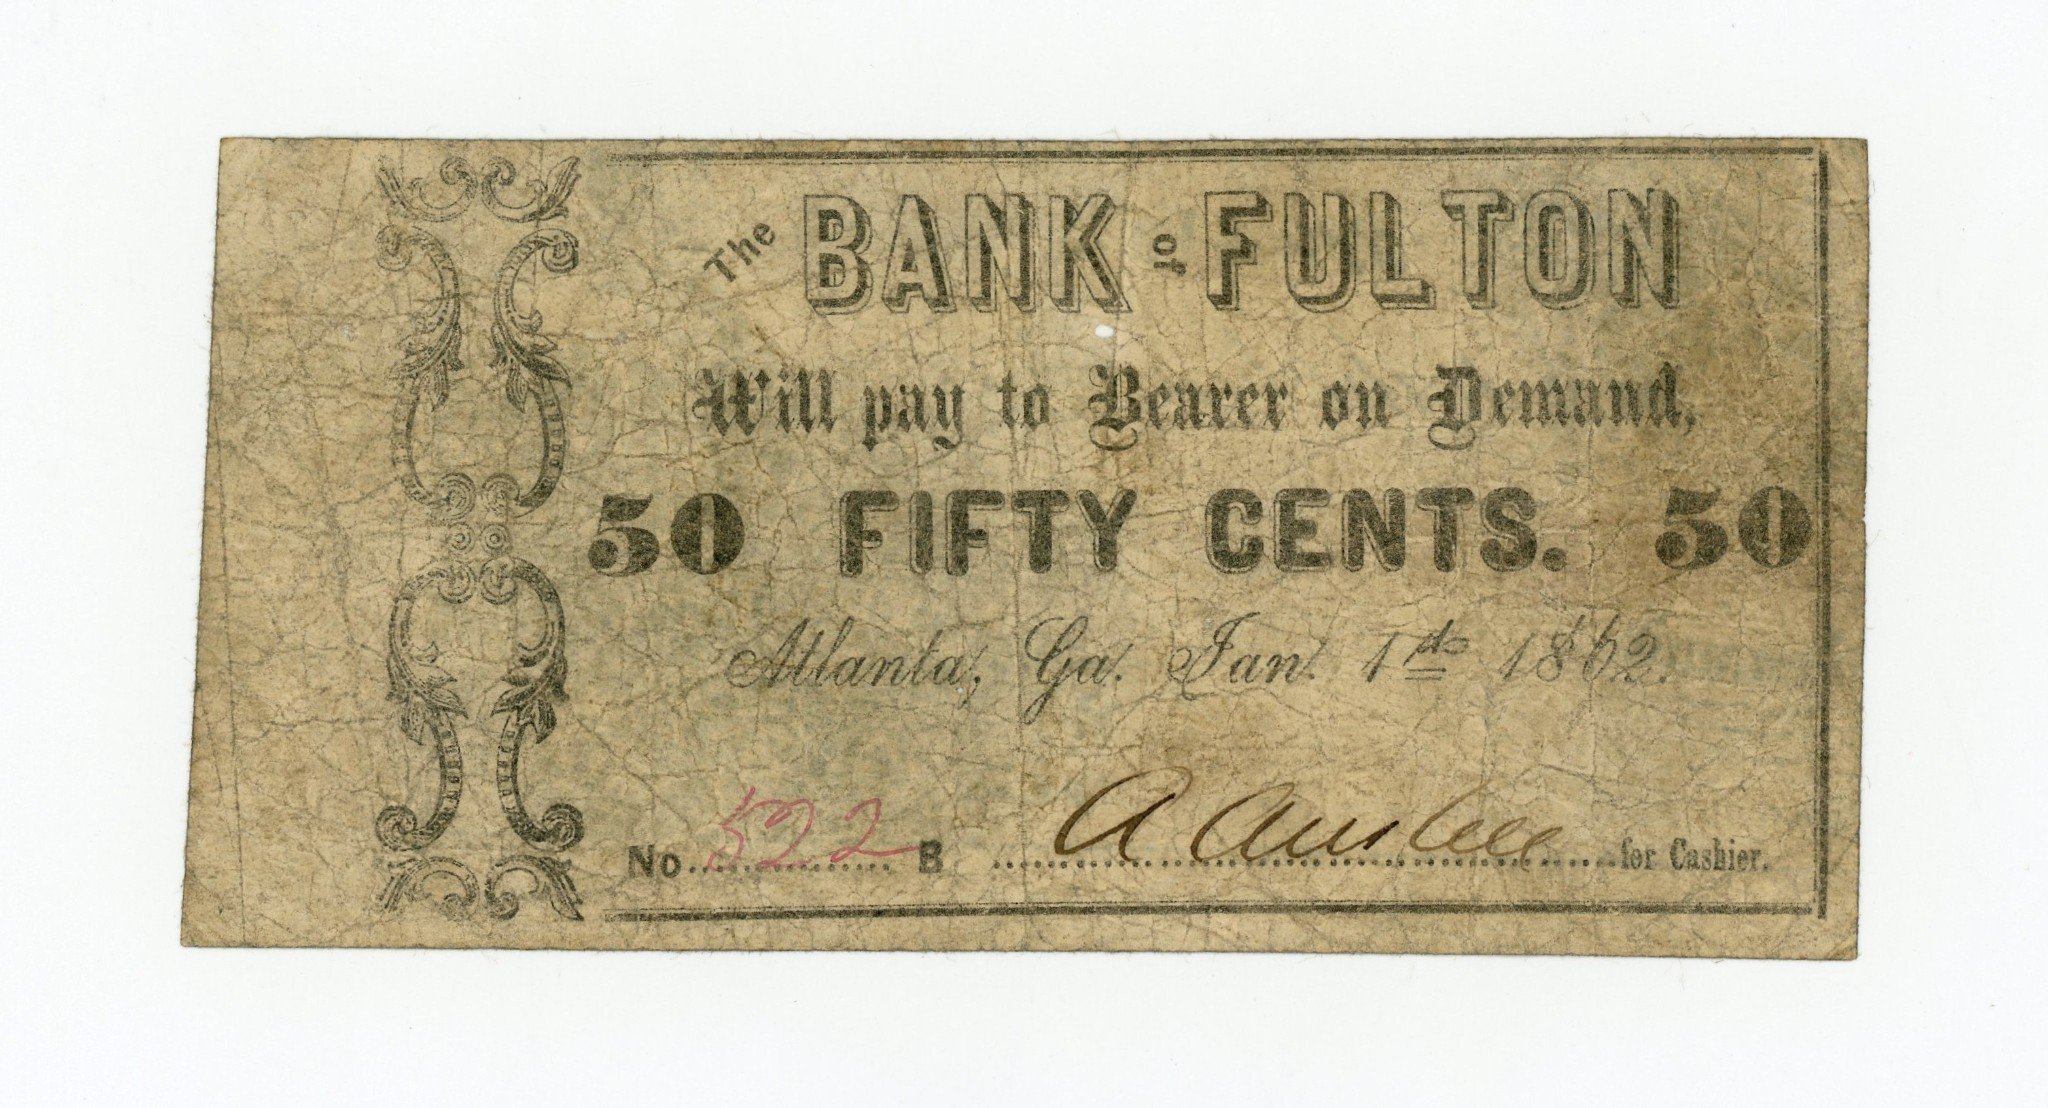 The BANK of FULTON
Will pay to Bearer on Demand,
50 FIFTY CENTS. 50
Atlanta, Ga. Jan. 1st 1862.
No. 522 B A Austell for Cashier.